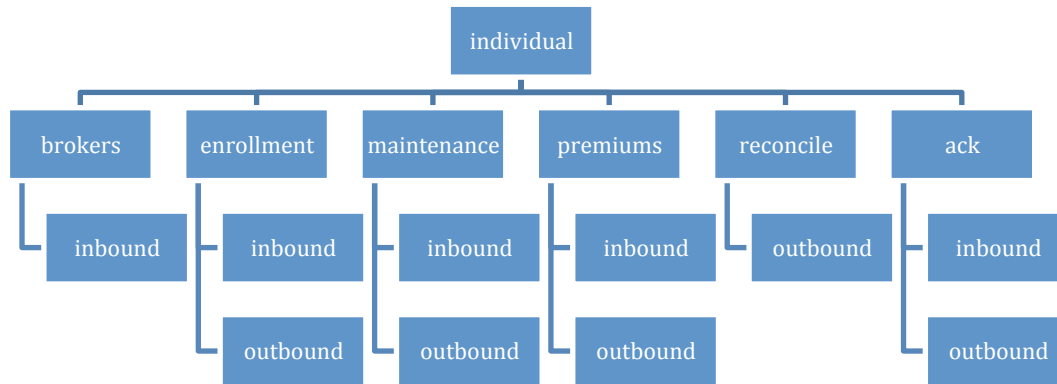 individual
brokers
enrollment
maintenance
premiums
reconcile
ack
inbound
inbound
inbound
inbound
outbound
inbound
outbound
outbound
outbound
outbound